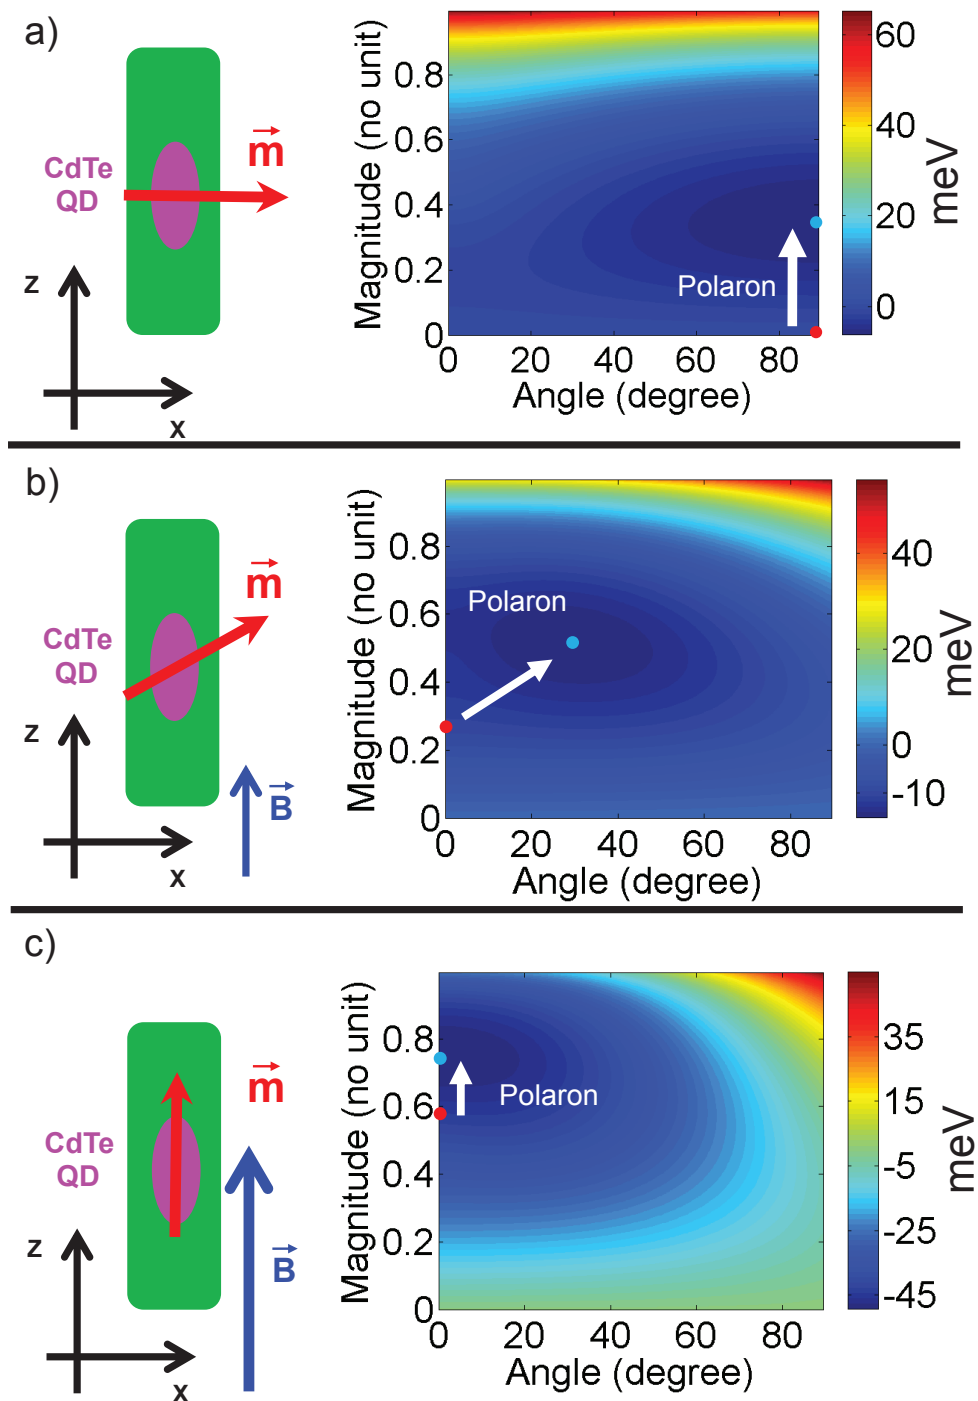 a)
CdTe
QD
m
z
x
Magnitude (no unit)
0.8
0.6
0.4
0.2
0
0 20 40 60 80
Angle (degree)
Polaron
60
40
20
0
meV
b)
CdTe
QD
m
z
x
B
Magnitude (no unit)
0.8
0.6
0.4
0.2
0
0 20 40 60 80
Angle (degree)
Polaron
40
20
0
-10
meV
c)
CdTe
QD
m
z
x
B
Magnitude (no unit)
0.8
0.6
0.4
0.2
0
0 20 40 60 80
Angle (degree)
Polaron
35
15
-5
-25
-45
meV